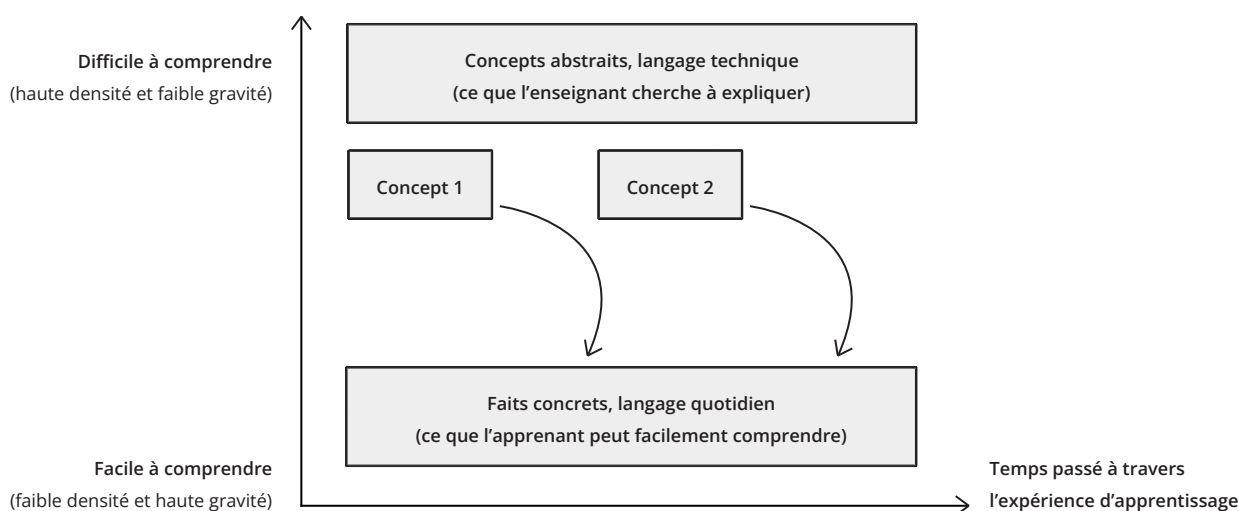 Difficile à comprendre
(haute densité et faible gravité)
Concepts abstraits, langage technique
(ce que l’enseignant cherche à expliquer)
Concept 1
Concept 2
Faits concrets, langage quotidien
(ce que l’apprenant peut facilement comprendre)
Facile à comprendre
(faible densité et haute gravité)
Temps passé à travers
l’expérience d’apprentissage